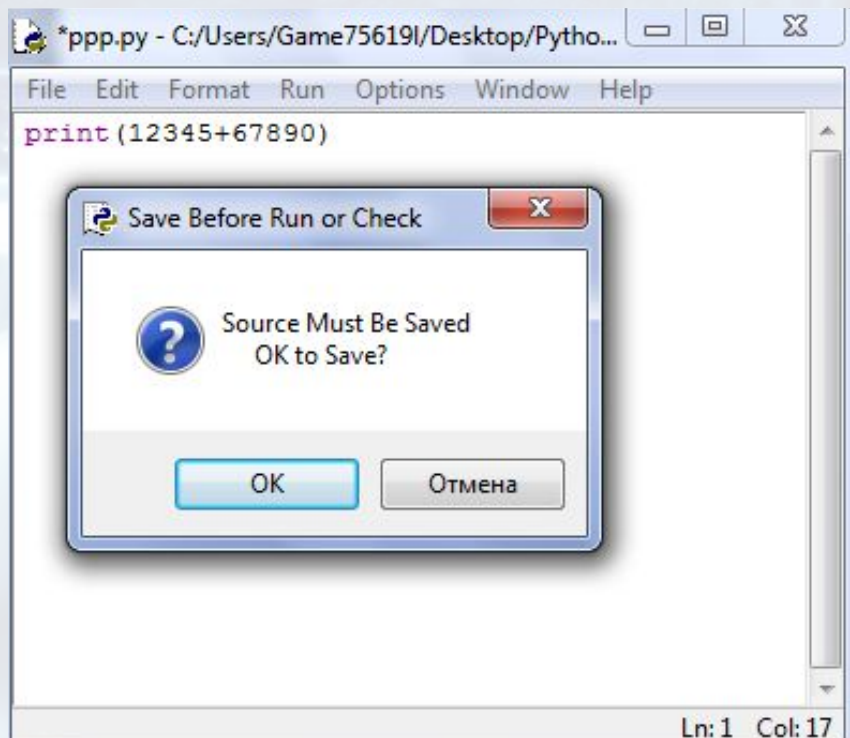 *ppp.py - C:/Users/Game75619l/Desktop/Pytho...
File Edit Format Run Options Window Help
print(12345+67890)
Save Before Run or Check
Source Must Be Saved
OK to Save?
OK Отмена
Ln: 1 Col: 17